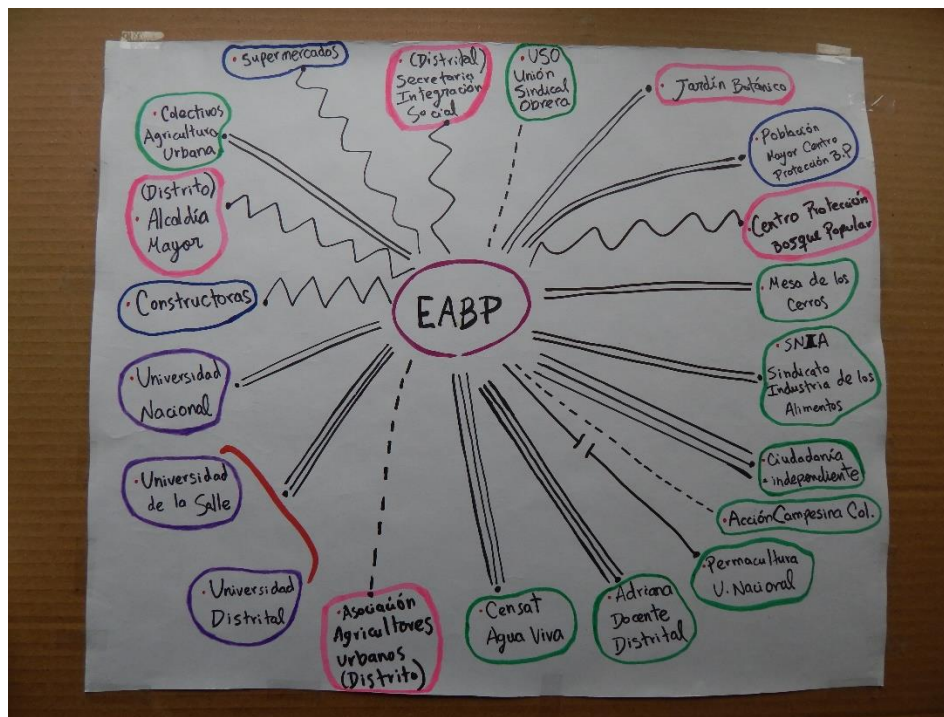 · Supermercados
· (Distrital)
Secretaria
Integración
Social
· USO
Unión
Sindical
Obrera
· Jardín Botánico
· Colectivos
Agricultura
Urbana
· Población
Mayor Centro
Protección B.P
(Distrito)
· Alcaldía
Mayor
· Centro Protección
Bosque Popular
· Constructoras
EABP
· Mesa de los
Cerros
· SNIA
Sindicato
Industria de los
Alimentos
· Universidad
Nacional
· Ciudadanía
independiente
· Universidad
de la Salle
· Acción Campesina Col.
· Permacultura
U. Nacional
· Universidad
Distrital
· Asociación
Agricultores
urbanos
(Distrito)
· Censat
Agua Viva
· Adriana
Docente
Distrital